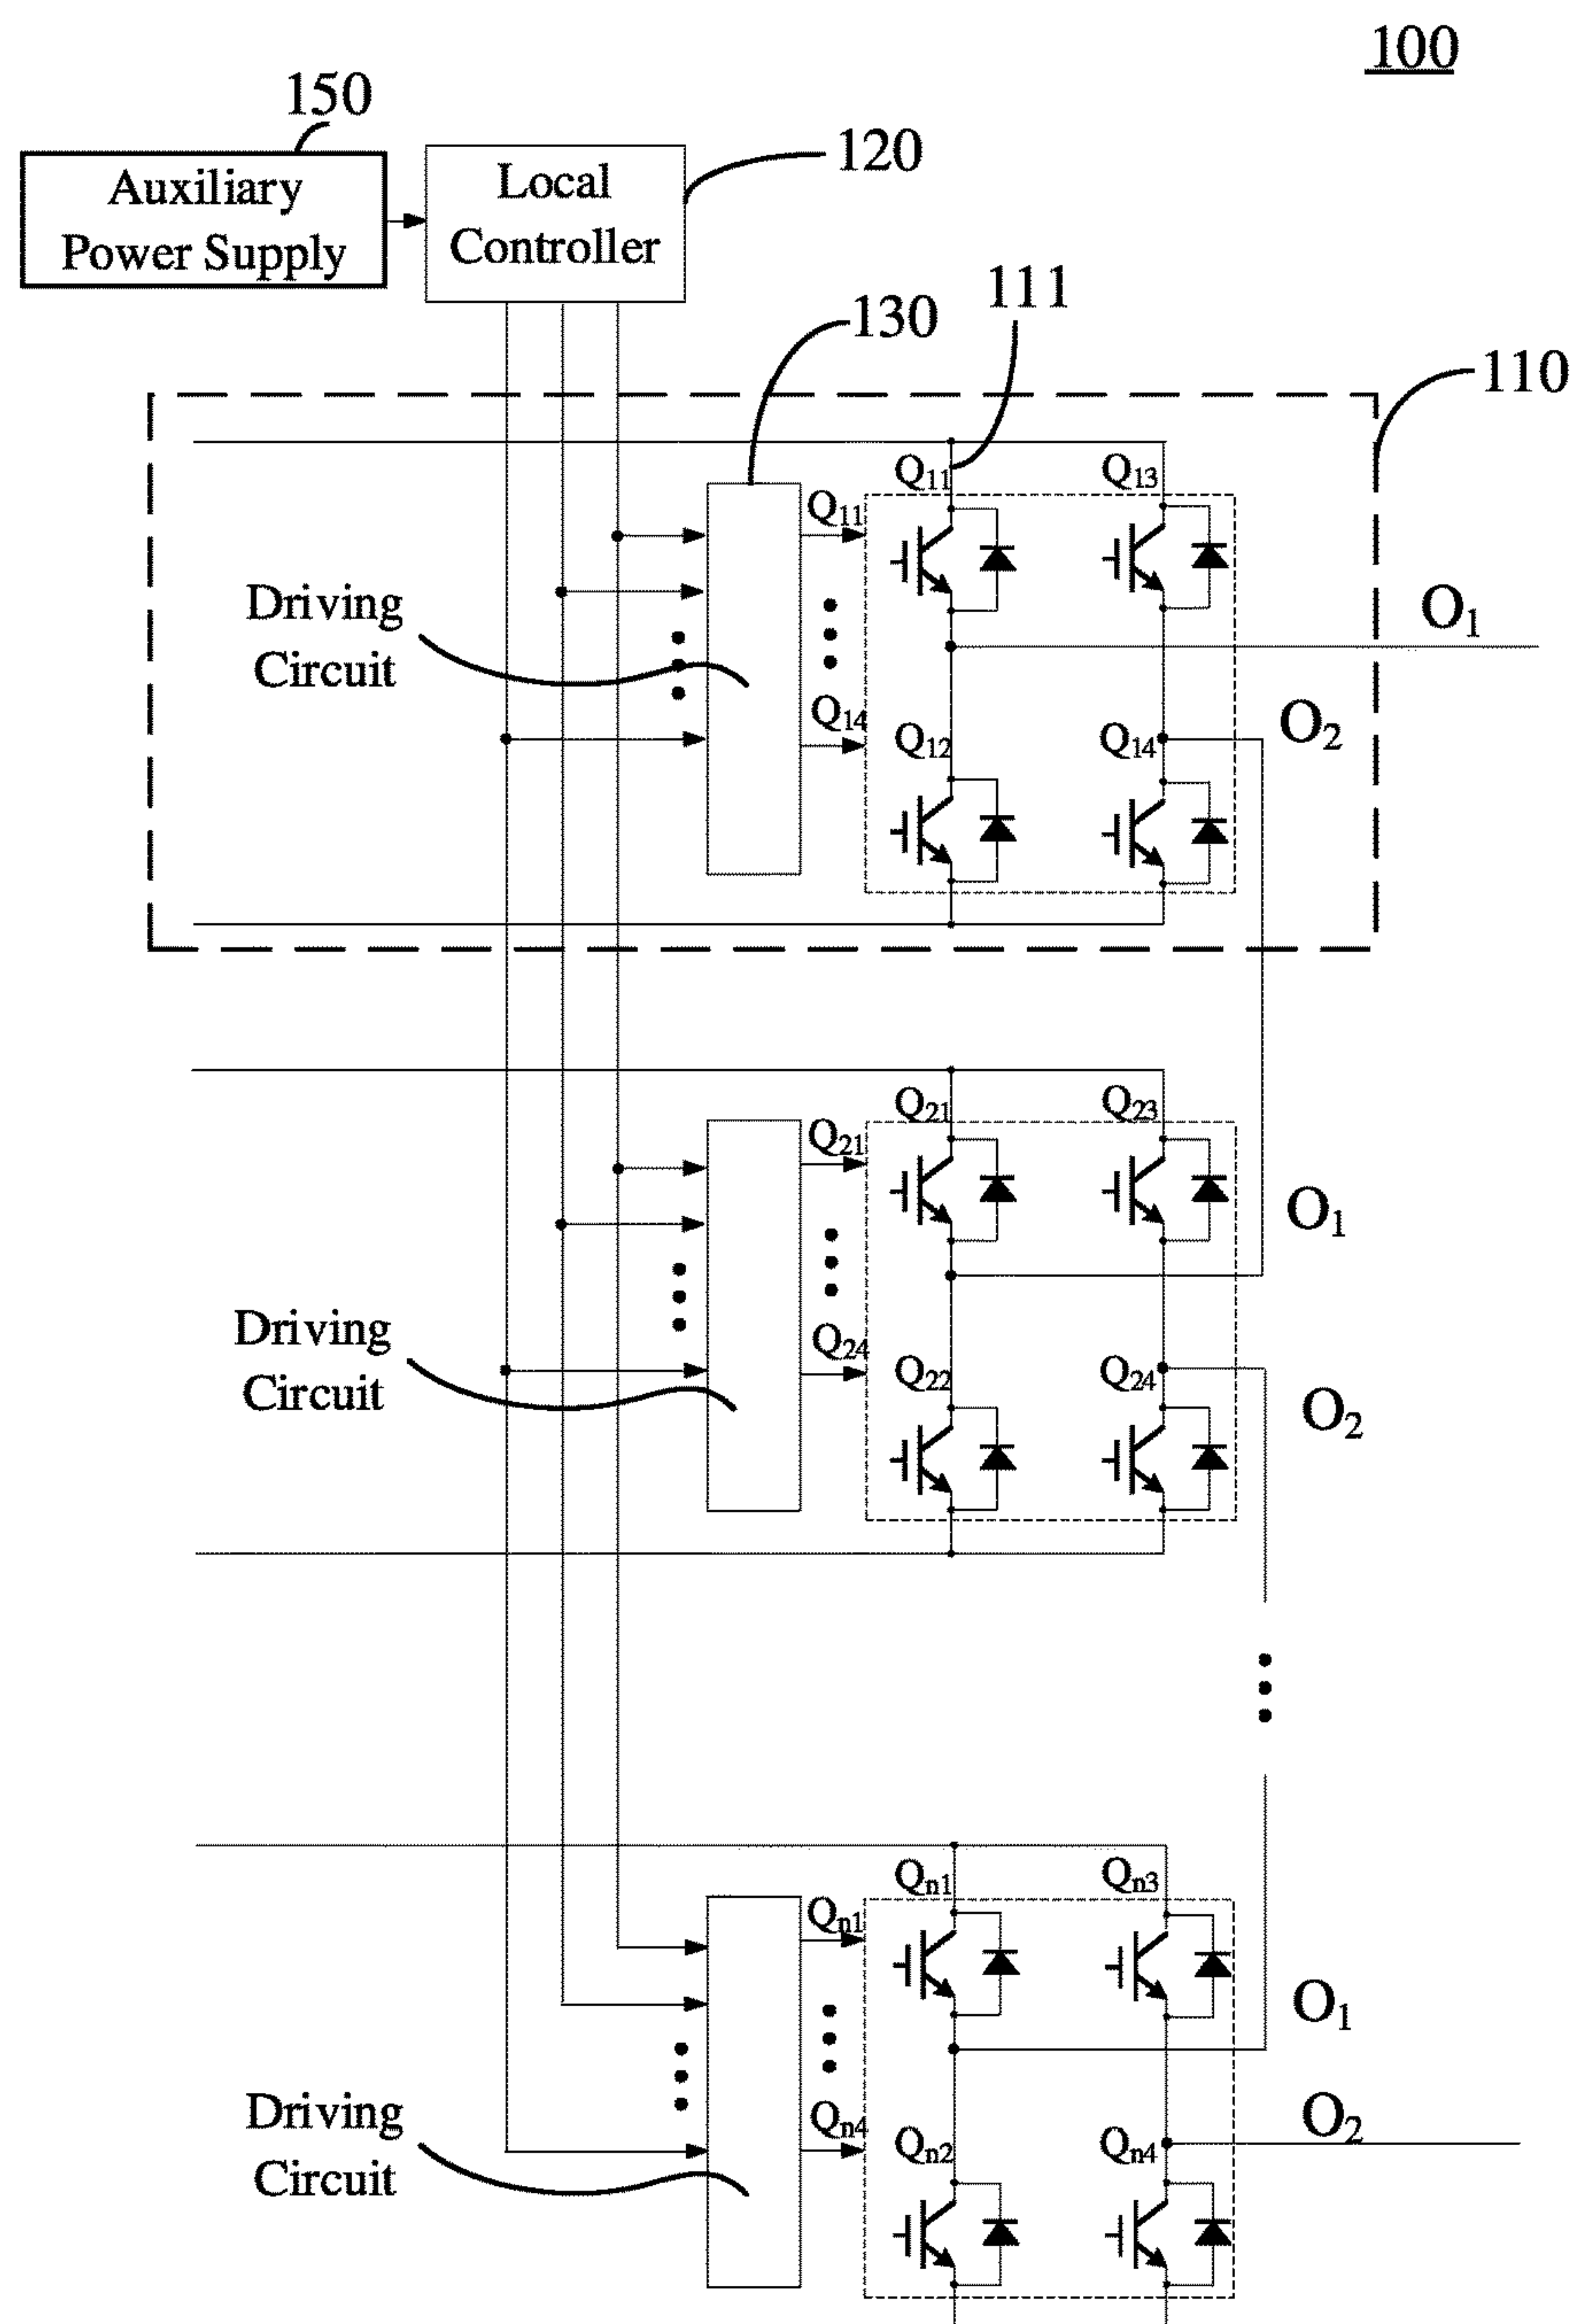 100
150
Auxiliary
Power Supply
Local
Controller
120
130
111
110
Q11
Q13
Q11
Driving
Circuit
O1
Q14
Q12
Q14
O2
Q21
Q23
Q21
O1
Driving
Circuit
Q24
Q22
Q24
O2
Qn1
Qn3
Qn1
O1
Driving
Circuit
Qn4
Qn2
Qn4
O2